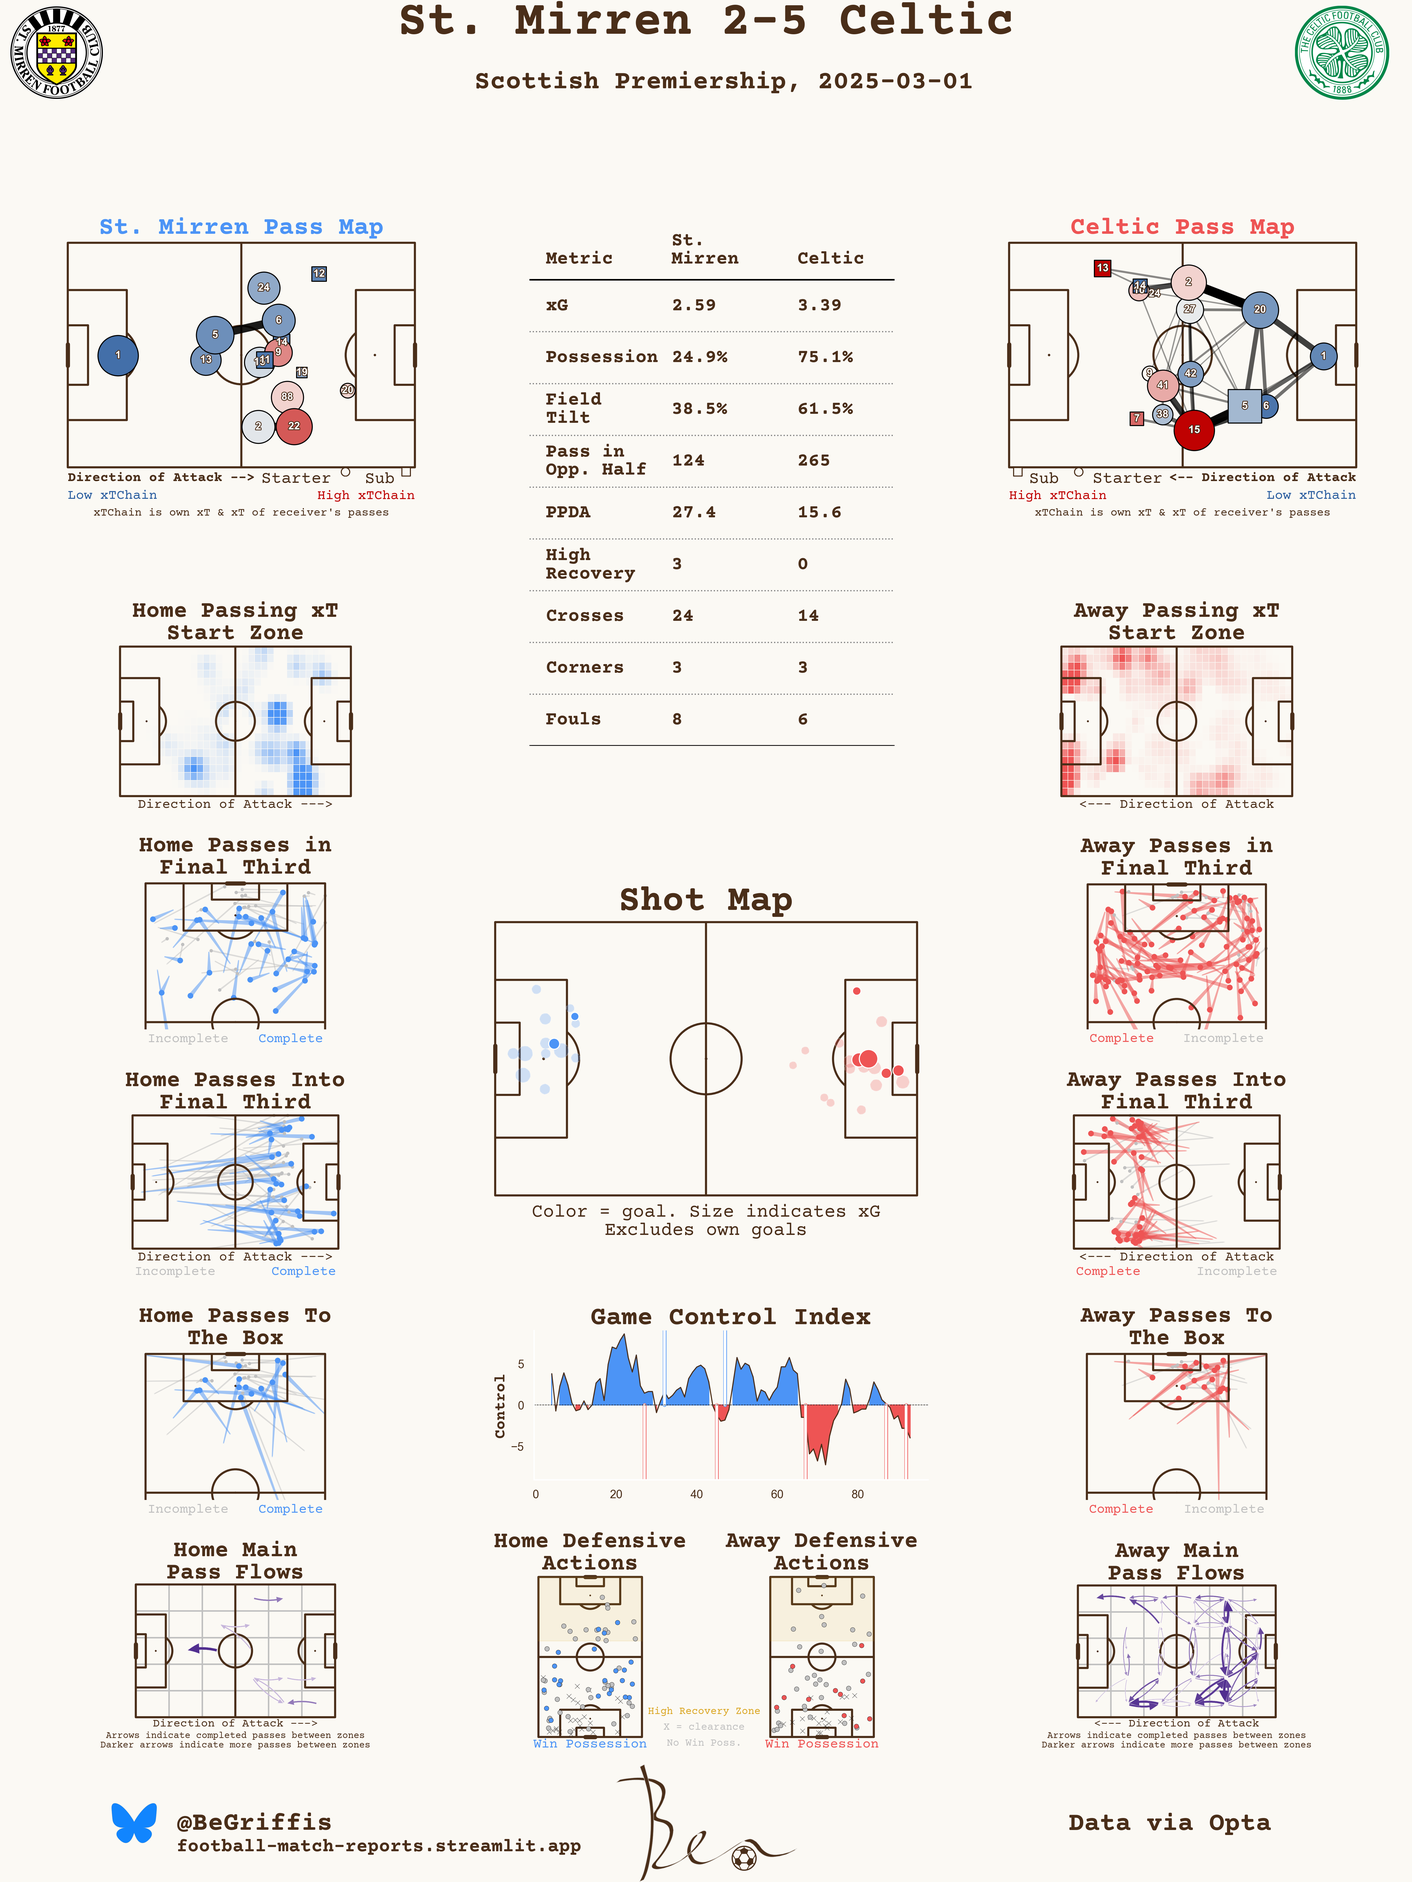 St. Mirren 2-5 Celtic
Scottish Premiership, 2025-03-01
1877
ST. MIRREN FOOTBALL CLUB
THE CELTIC FOOTBALL CLUB
1888
St. Mirren Pass Map
12
24
6
5
14
9
13
11
1
19
20
88
2
22
Direction of Attack --> Starter Sub
Low xTChain High xTChain
xTChain is own xT & xT of receiver's passes
Metric St. Mirren Celtic
xG 2.59 3.39
Possession 24.9% 75.1%
Field Tilt 38.5% 61.5%
Pass in Opp. Half 124 265
PPDA 27.4 15.6
High Recovery 3 0
Crosses 24 14
Corners 3 3
Fouls 8 6
Celtic Pass Map
13
14
24
2
27
20
1
9
42
41
38
7
5
6
15
Sub Starter <-- Direction of Attack
High xTChain Low xTChain
xTChain is own xT & xT of receiver's passes
Home Passing xT
Start Zone
Direction of Attack --->
Away Passing xT
Start Zone
<--- Direction of Attack
Home Passes in
Final Third
Incomplete Complete
Away Passes in
Final Third
Complete Incomplete
Shot Map
Color = goal. Size indicates xG
Excludes own goals
Home Passes Into
Final Third
Direction of Attack --->
Incomplete Complete
Away Passes Into
Final Third
<--- Direction of Attack
Complete Incomplete
Home Passes To
The Box
Incomplete Complete
Game Control Index
Control
5
0
−5
0 20 40 60 80
Away Passes To
The Box
Complete Incomplete
Home Main
Pass Flows
Direction of Attack --->
Arrows indicate completed passes between zones
Darker arrows indicate more passes between zones
Home Defensive
Actions
Win Possession
Away Defensive
Actions
Win Possession
High Recovery Zone
X = clearance
No Win Poss.
Away Main
Pass Flows
<--- Direction of Attack
Arrows indicate completed passes between zones
Darker arrows indicate more passes between zones
@BeGriffis
football-match-reports.streamlit.app
Ben
Data via Opta